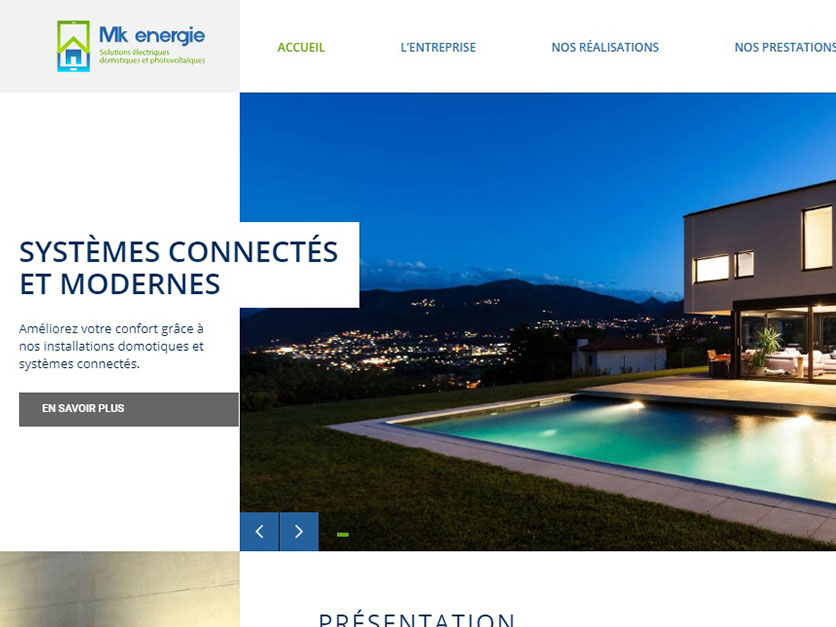 Mk energie
Solutions électriques
domotiques et photovoltaïques
ACCUEIL
L'ENTREPRISE
NOS RÉALISATIONS
NOS PRESTATIONS
SYSTÈMES CONNECTÉS
ET MODERNES
Améliorez votre confort grâce à
nos installations domotiques et
systèmes connectés.
EN SAVOIR PLUS
PRÉSENTATION